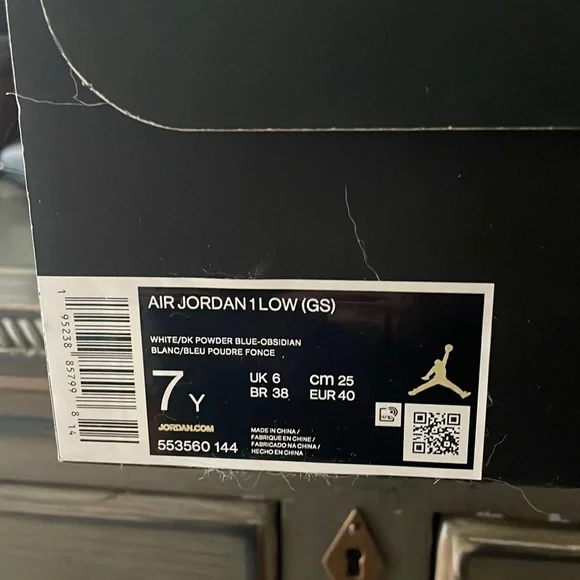 AIR JORDAN 1 LOW (GS)
WHITE/DK POWDER BLUE-OBSIDIAN
BLANC/BLEU POUDRE FONCE
7Y
UK 6 cm 25
BR 38 EUR 40
JORDAN.COM
553560 144
MADE IN CHINA /
FABRIQUE EN CHINE /
FABRICADO NA CHINA /
HECHO EN CHINA
1 95238 85799 8 14